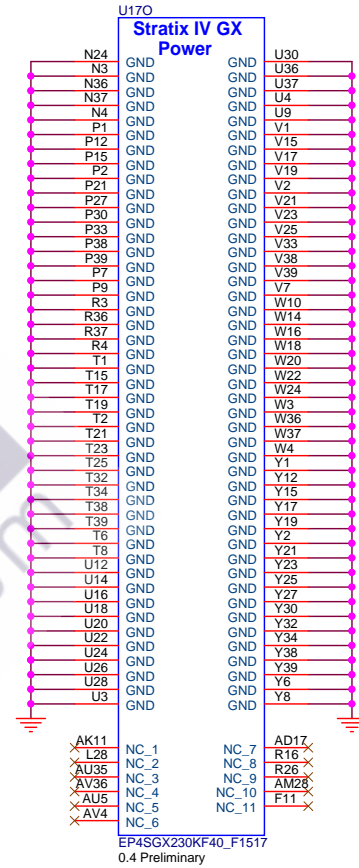 U17O
Stratix IV GX
Power
N24 GND GND U30
N3 GND GND U36
N36 GND GND U37
N37 GND GND U4
N4 GND GND U9
P1 GND GND V1
P12 GND GND V15
P15 GND GND V17
P2 GND GND V19
P21 GND GND V2
P27 GND GND V21
P30 GND GND V23
P33 GND GND V25
P38 GND GND V33
P39 GND GND V38
P7 GND GND V39
P9 GND GND V7
R3 GND GND W10
R36 GND GND W14
R37 GND GND W16
R4 GND GND W18
T1 GND GND W20
T15 GND GND W22
T17 GND GND W24
T19 GND GND W3
T2 GND GND W36
T21 GND GND W37
T23 GND GND W4
T25 GND GND Y1
T32 GND GND Y12
T34 GND GND Y15
T38 GND GND Y17
T39 GND GND Y19
T6 GND GND Y2
T8 GND GND Y21
U12 GND GND Y23
U14 GND GND Y25
U16 GND GND Y27
U18 GND GND Y30
U20 GND GND Y32
U22 GND GND Y34
U24 GND GND Y38
U26 GND GND Y39
U28 GND GND Y6
U3 GND GND Y8
AK11 NC_1 NC_7 AD17
L28 NC_2 NC_8 R16
AU35 NC_3 NC_9 R26
AV36 NC_4 NC_10 AM28
AU5 NC_5 NC_11 F11
AV4 NC_6
EP4SGX230KF40_F1517
0.4 Preliminary